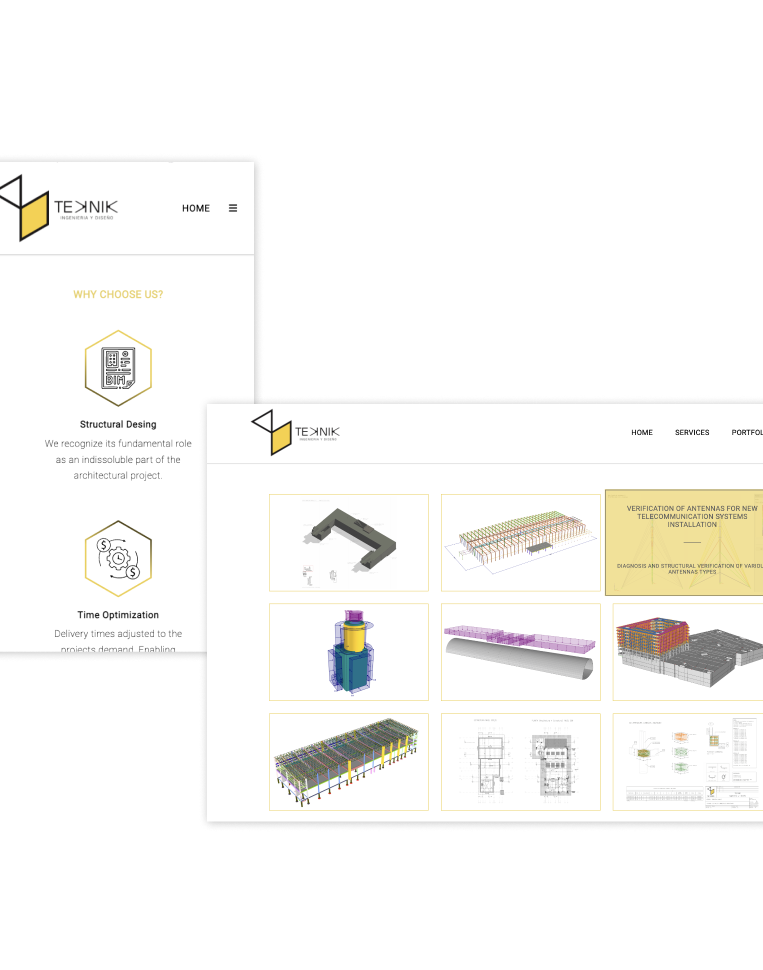 TEKNIK
INGENIERIA Y DISEÑO
HOME
WHY CHOOSE US?
BIM
Structural Desing
We recognize its fundamental role
as an indissoluble part of the
architectural project.
$
$
Time Optimization
Delivery times adjusted to the
projects demand. Enabling
TEKNIK
INGENIERIA Y DISEÑO
HOME SERVICES PORTFOL
VERIFICATION OF ANTENNAS FOR NEW
TELECOMMUNICATION SYSTEMS
INSTALLATION
DIAGNOSIS AND STRUCTURAL VERIFICATION OF VARIOU
ANTENNAS TYPES